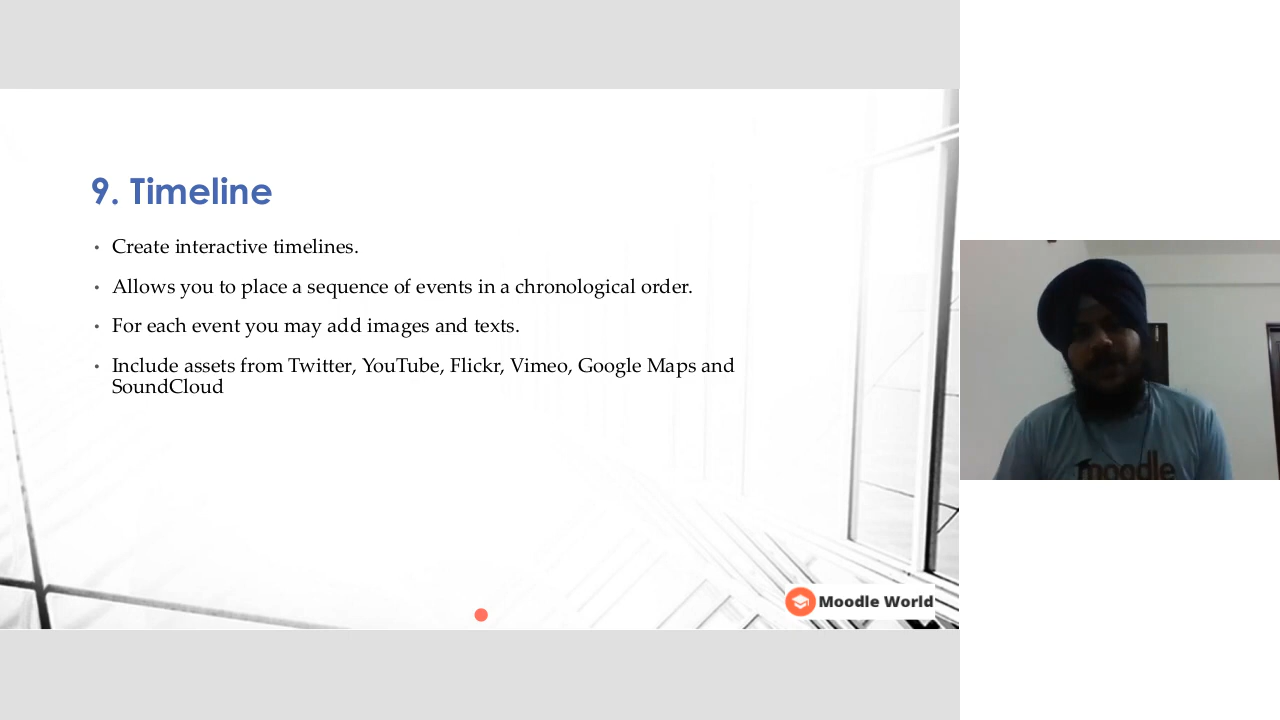 9. Timeline
• Create interactive timelines.
• Allows you to place a sequence of events in a chronological order.
• For each event you may add images and texts.
• Include assets from Twitter, YouTube, Flickr, Vimeo, Google Maps and
SoundCloud
moodle
Moodle World